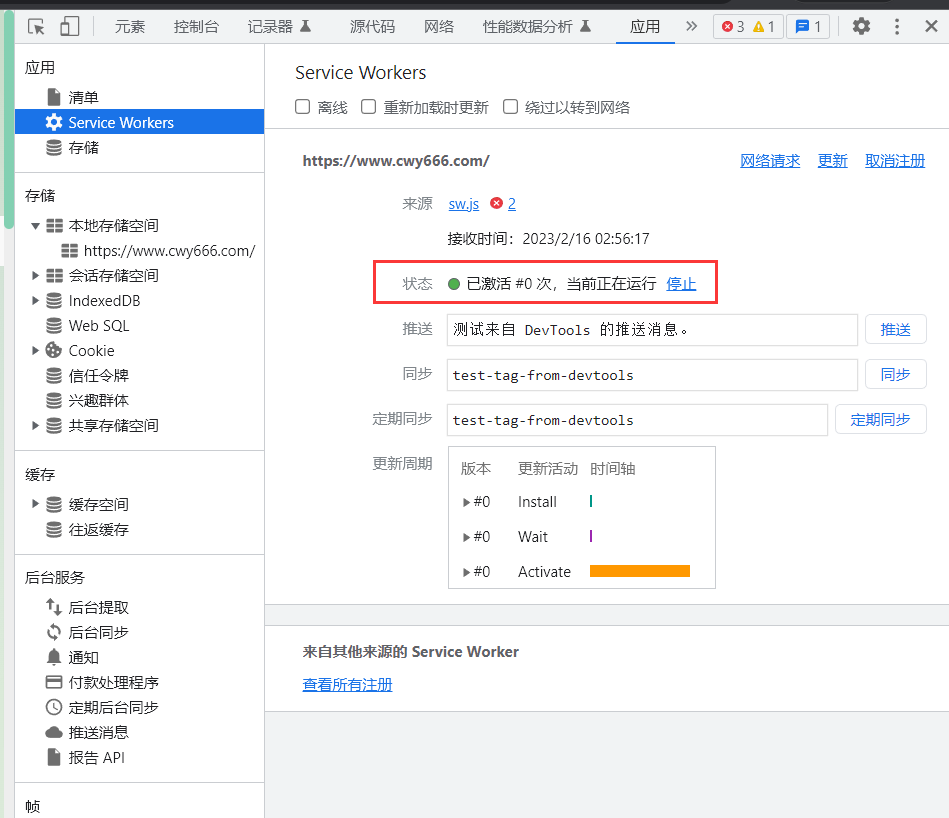 元素 控制台 记录器 源代码 网络 性能数据分析 应用 3 1 1
应用
清单
Service Workers
存储
存储
本地存储空间
https://www.cwy666.com/
会话存储空间
IndexedDB
Web SQL
Cookie
信任令牌
兴趣群体
共享存储空间
缓存
缓存空间
往返缓存
后台服务
后台提取
后台同步
通知
付款处理程序
定期后台同步
推送消息
报告 API
帧
Service Workers
离线 重新加载时更新 绕过以转到网络
https://www.cwy666.com/ 网络请求 更新 取消注册
来源 sw.js 2
接收时间：2023/2/16 02:56:17
状态 已激活 #0 次，当前正在运行 停止
推送 测试来自 DevTools 的推送消息。 推送
同步 test-tag-from-devtools 同步
定期同步 test-tag-from-devtools 定期同步
更新周期 版本 更新活动 时间轴
#0 Install
#0 Wait
#0 Activate
来自其他来源的 Service Worker
查看所有注册